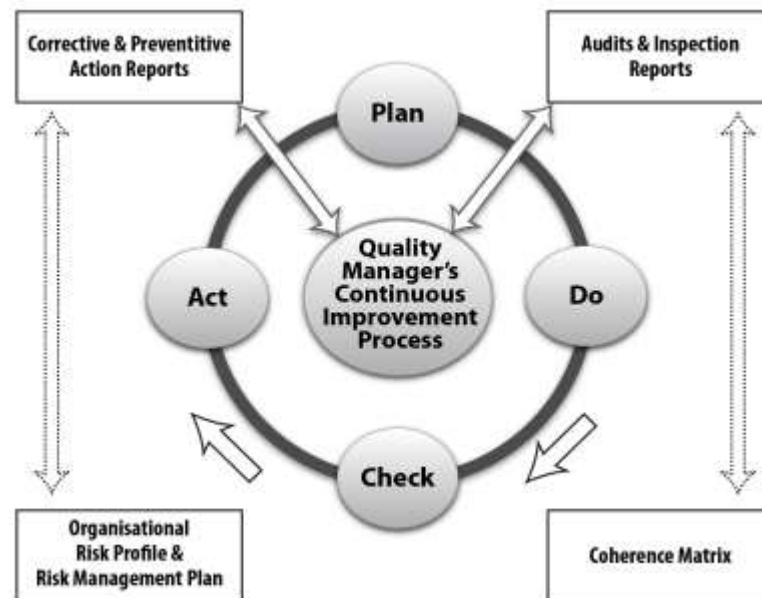 Corrective & Preventitive
Action Reports
Audits & Inspection
Reports
Plan
Quality
Manager's
Continuous
Improvement
Process
Act
Do
Check
Organisational
Risk Profile &
Risk Management Plan
Coherence Matrix